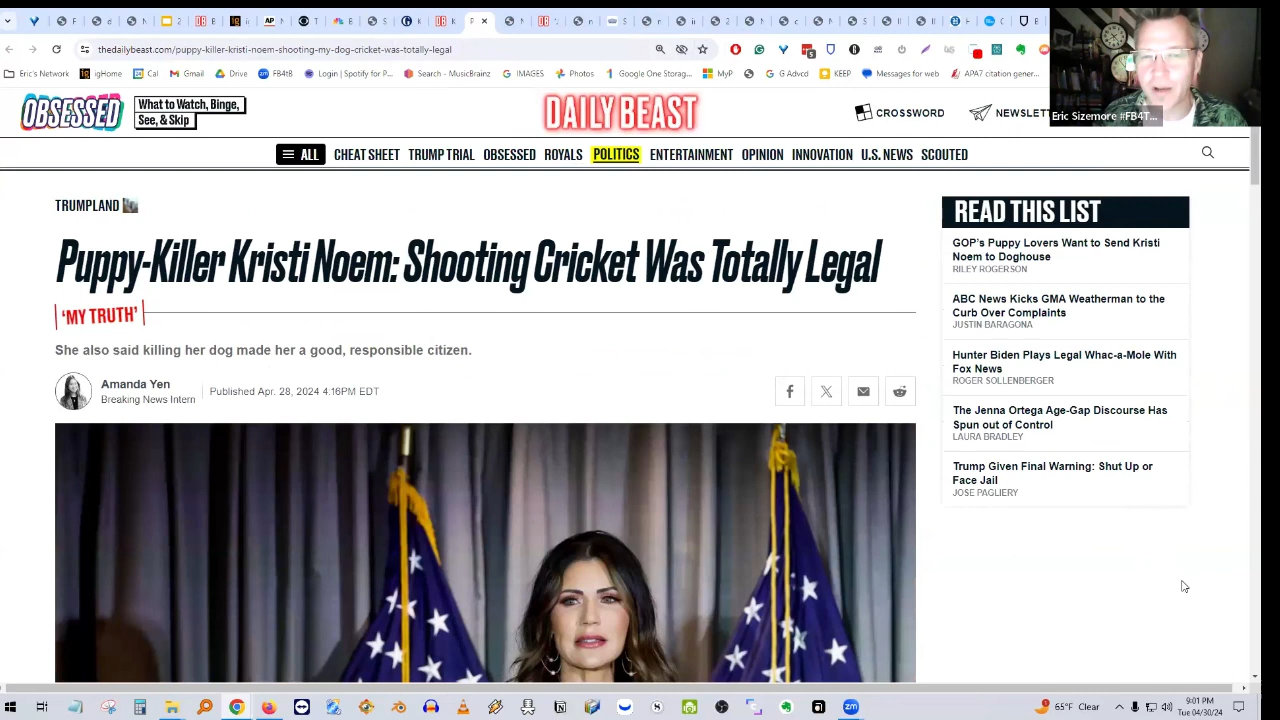 thedailybeast.com/puppy-killer-kristi-noem-shooting-my-dog-cricket-was-totally-legal
Eric's Network
igHome
Cal
Gmail
Drive
FB4tB
Login | Spotify for P...
Search - MusicBrainz
IMAGES
Photos
Google One Storag...
MyP
G Advcd
KEEP
Messages for web
APA7 citation gener...
Eric Sizemore #FB4T...
OBSESSED
What to Watch, Binge,
See, & Skip
DAILY BEAST
CROSSWORD
NEWSLETT
ALL
CHEAT SHEET
TRUMP TRIAL
OBSESSED
ROYALS
POLITICS
ENTERTAINMENT
OPINION
INNOVATION
U.S. NEWS
SCOUTED
TRUMPLAND
Puppy-Killer Kristi Noem: Shooting Cricket Was Totally Legal
'MY TRUTH'
She also said killing her dog made her a good, responsible citizen.
Amanda Yen
Breaking News Intern
Published Apr. 28, 2024 4:16PM EDT
READ THIS LIST
GOP's Puppy Lovers Want to Send Kristi
Noem to Doghouse
RILEY ROGERSON
ABC News Kicks GMA Weatherman to the
Curb Over Complaints
JUSTIN BARAGONA
Hunter Biden Plays Legal Whac-a-Mole With
Fox News
ROGER SOLLENBERGER
The Jenna Ortega Age-Gap Discourse Has
Spun out of Control
LAURA BRADLEY
Trump Given Final Warning: Shut Up or
Face Jail
JOSE PAGLIERY
65°F Clear
9:01 PM
Tue 04/30/24